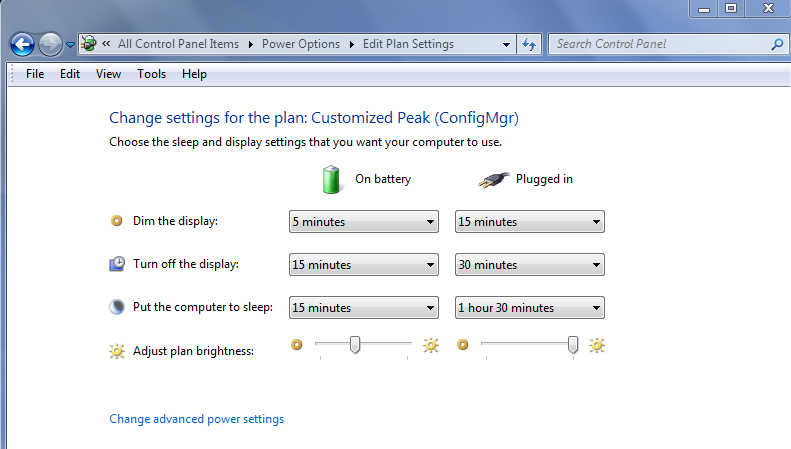 « All Control Panel Items Power Options Edit Plan Settings Search Control Panel
File Edit View Tools Help
Change settings for the plan: Customized Peak (ConfigMgr)
Choose the sleep and display settings that you want your computer to use.
On battery Plugged in
Dim the display: 5 minutes 15 minutes
Turn off the display: 15 minutes 30 minutes
Put the computer to sleep: 15 minutes 1 hour 30 minutes
Adjust plan brightness:
Change advanced power settings